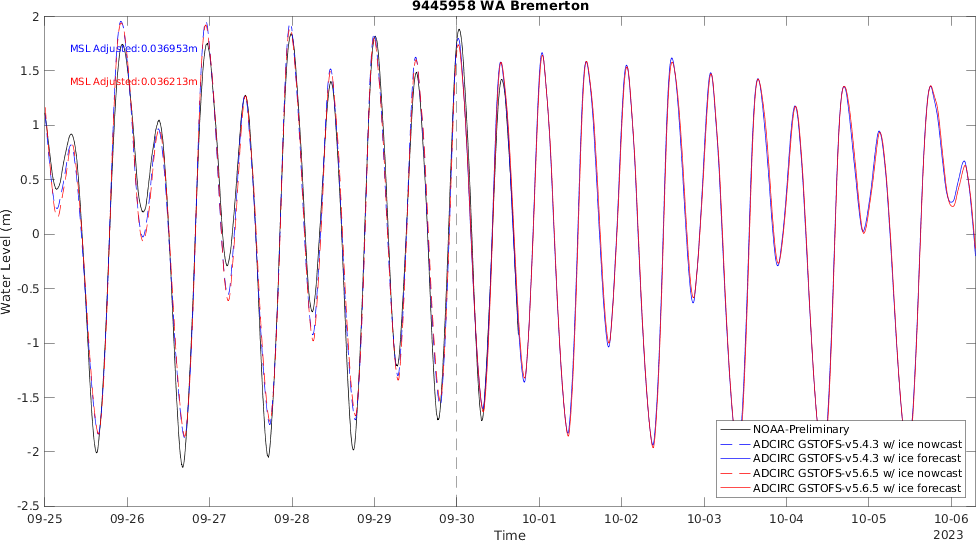 9445958 WA Bremerton
MSL Adjusted:0.036953m
MSL Adjusted:0.036213m
Water Level (m)
2
1.5
1
0.5
0
-0.5
-1
-1.5
-2
-2.5
NOAA-Preliminary
ADCIRC GSTOFS-v5.4.3 w/ ice nowcast
ADCIRC GSTOFS-v5.4.3 w/ ice forecast
ADCIRC GSTOFS-v5.6.5 w/ ice nowcast
ADCIRC GSTOFS-v5.6.5 w/ ice forecast
09-25 09-26 09-27 09-28 09-29 09-30 10-01 10-02 10-03 10-04 10-05 10-06
Time
2023